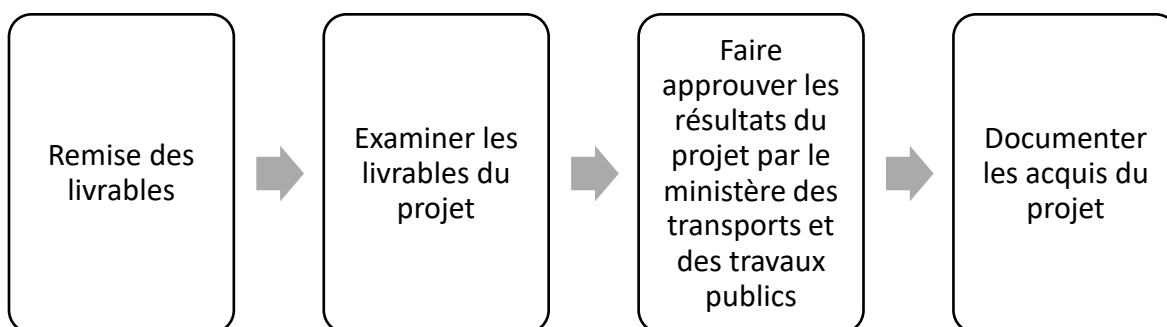 Remise des
livrables
Examiner les
livrables du
projet
Faire
approuver les
résultats du
projet par le
ministère des
transports et
des travaux
publics
Documenter
les acquis du
projet